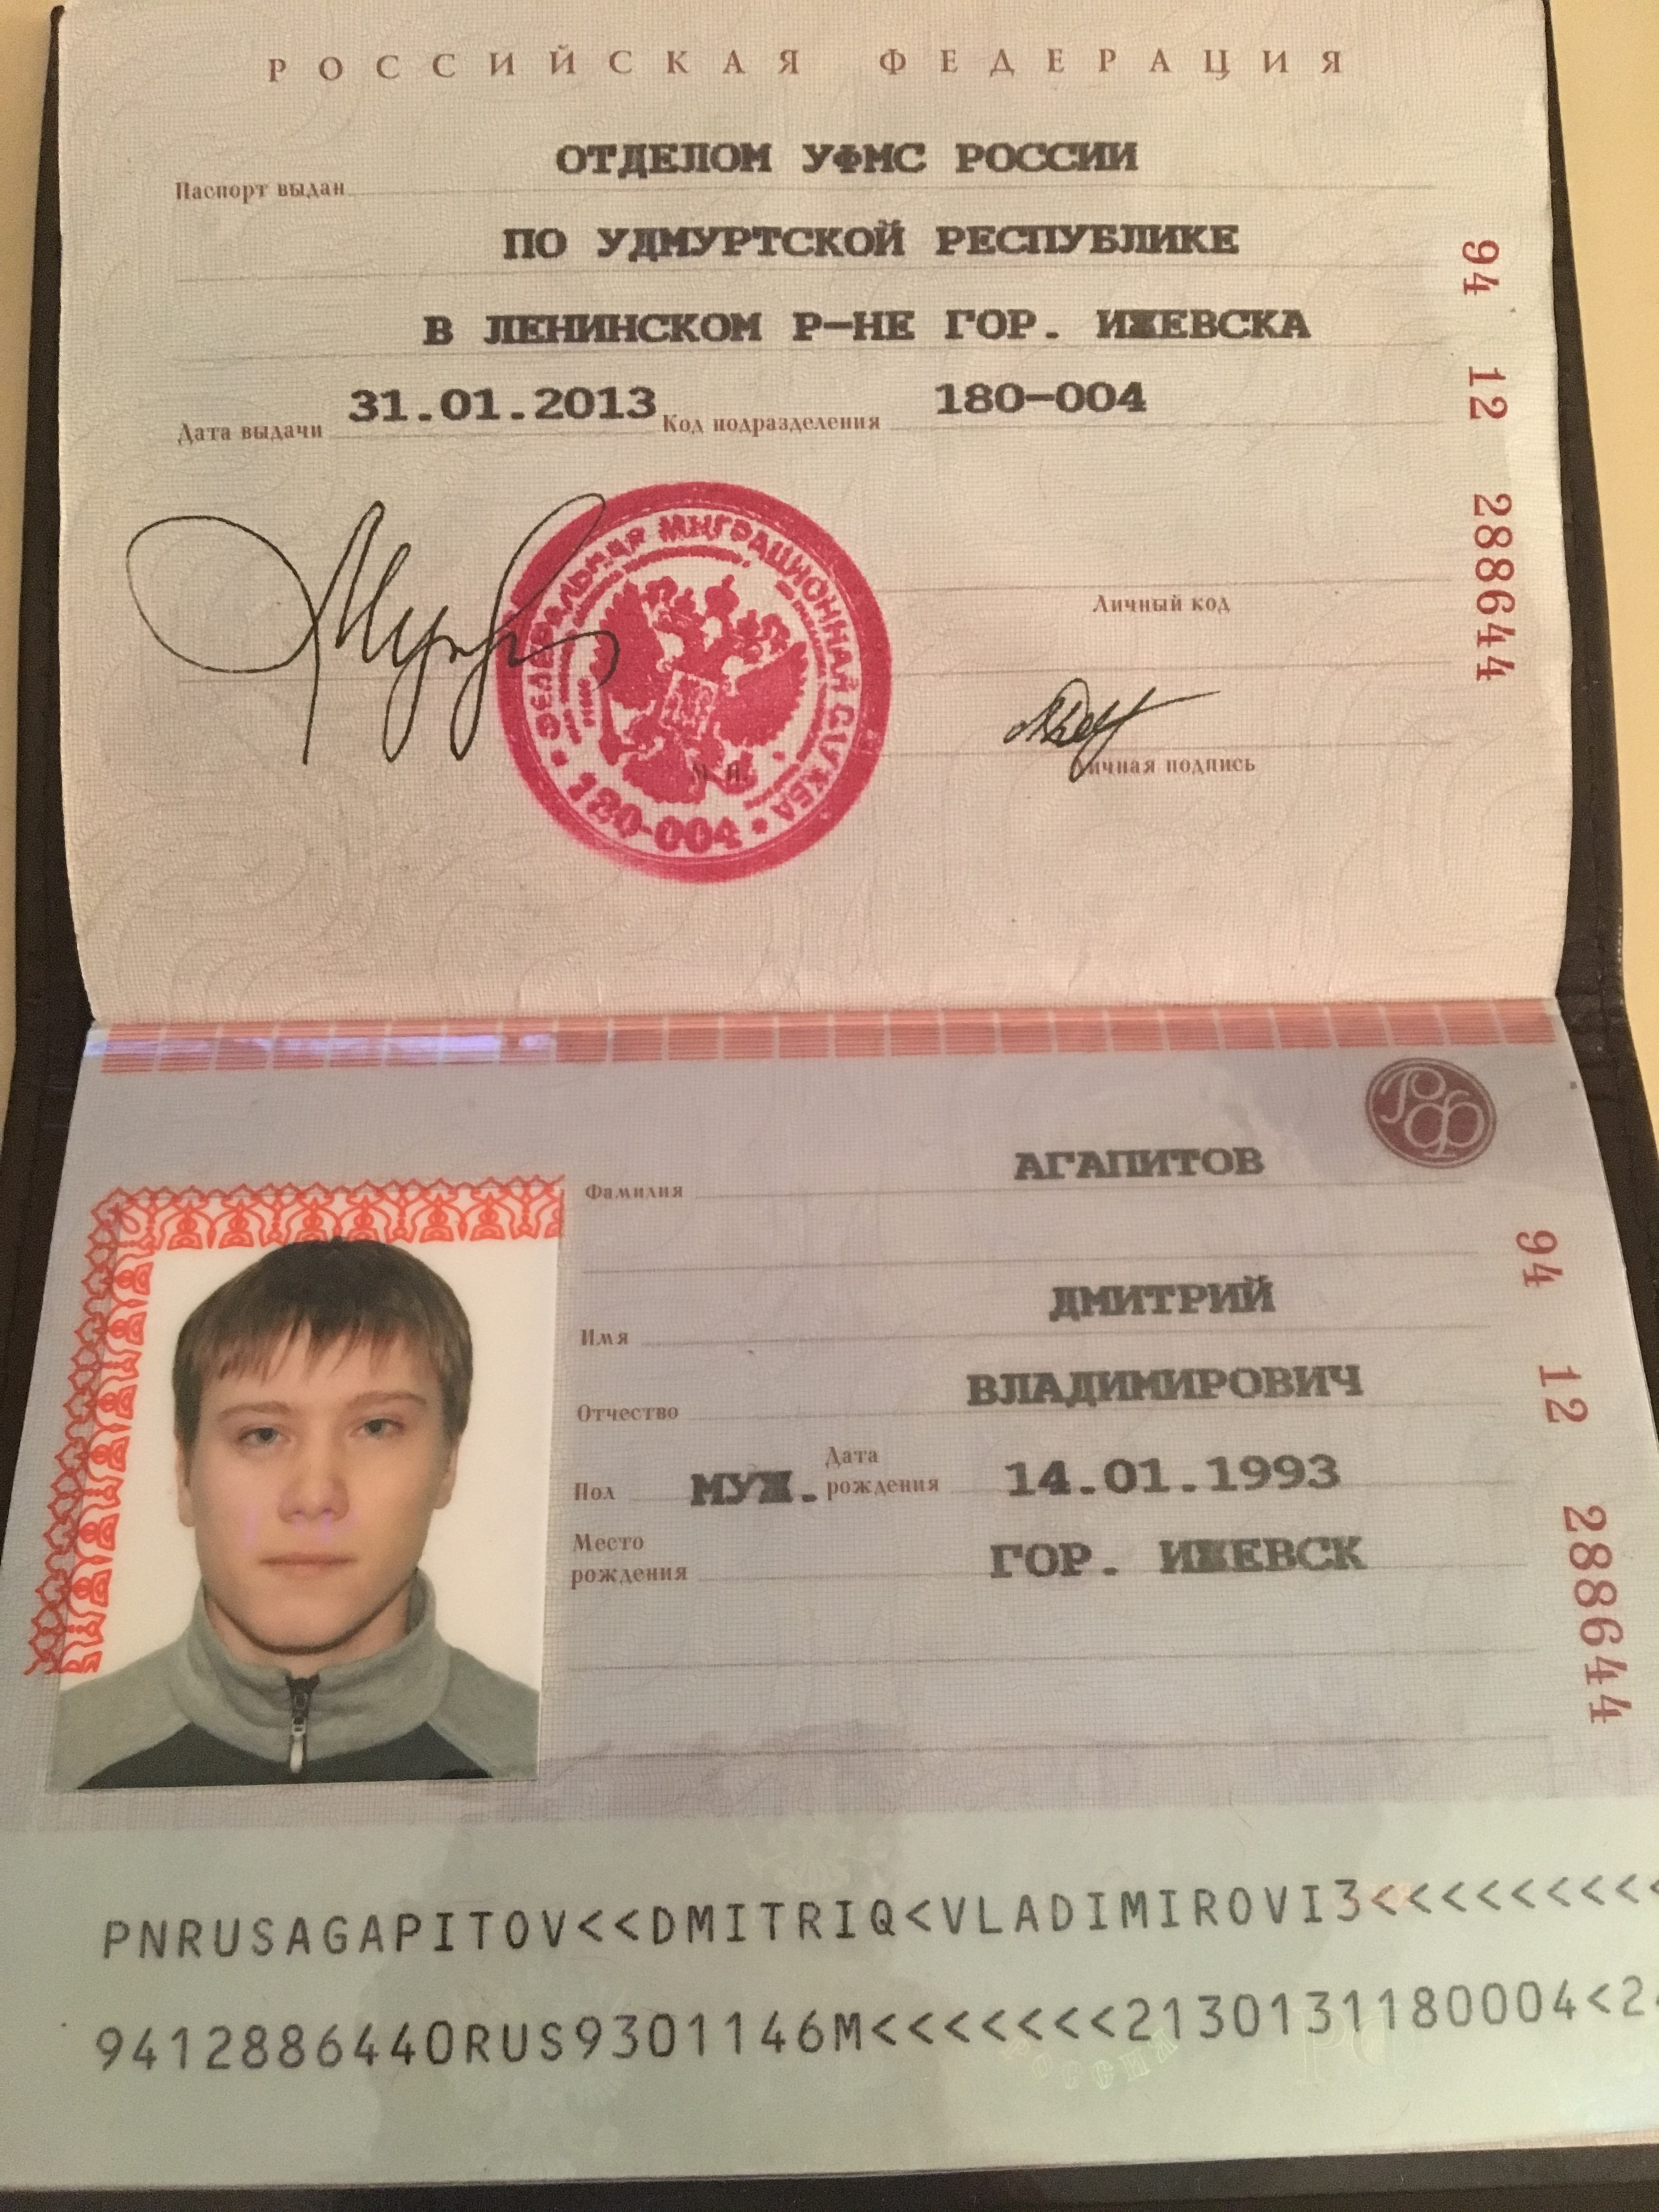 РОССИЙСКАЯ ФЕДЕРАЦИЯ
Паспорт выдан ОТДЕЛОМ УФМС РОССИИ
ПО УДМУРТСКОЙ РЕСПУБЛИКЕ
В ЛЕНИНСКОМ Р-НЕ ГОР. ИЖЕВСКА
Дата выдачи 31.01.2013 Код подразделения 180-004
94 12 288644
ФЕДЕРАЛЬНАЯ МИГРАЦИОННАЯ СЛУЖБА
180-004
Личный код
Личная подпись
РФ
Фамилия АГАПИТОВ
Имя ДМИТРИЙ
Отчество ВЛАДИМИРОВИЧ
Пол МУЖ. Дата рождения 14.01.1993
Место рождения ГОР. ИЖЕВСК
94 12 288644
PNRUSAGAPITOV<<DMITRIQ<VLADIMIROVI3<<<<<<<<<
9412886440RUS9301146M<<<<<<<2130131180004<2
РОССИЯ